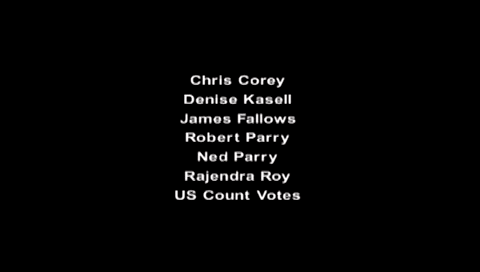 Chris Corey
Denise Kasell
James Fallows
Robert Parry
Ned Parry
Rajendra Roy
US Count Votes